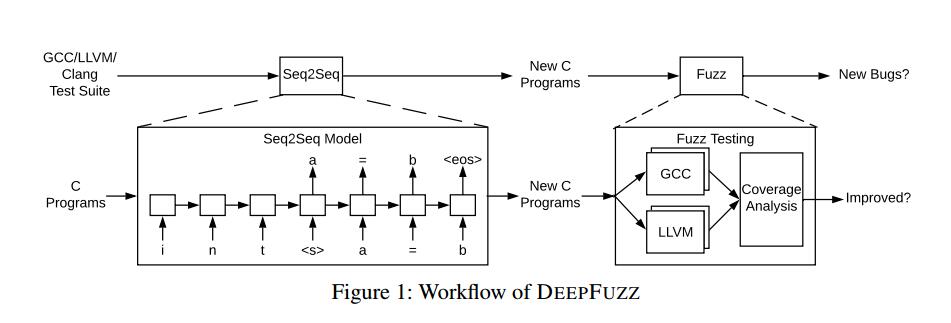 GCC/LLVM/
Clang
Test Suite
Seq2Seq
New C
Programs
Fuzz
New Bugs?
Seq2Seq Model
a = b <eos>
C
Programs
i n t <s> a = b
New C
Programs
Fuzz Testing
GCC
LLVM
Coverage
Analysis
Improved?
Figure 1: Workflow of DEEPFUZZ